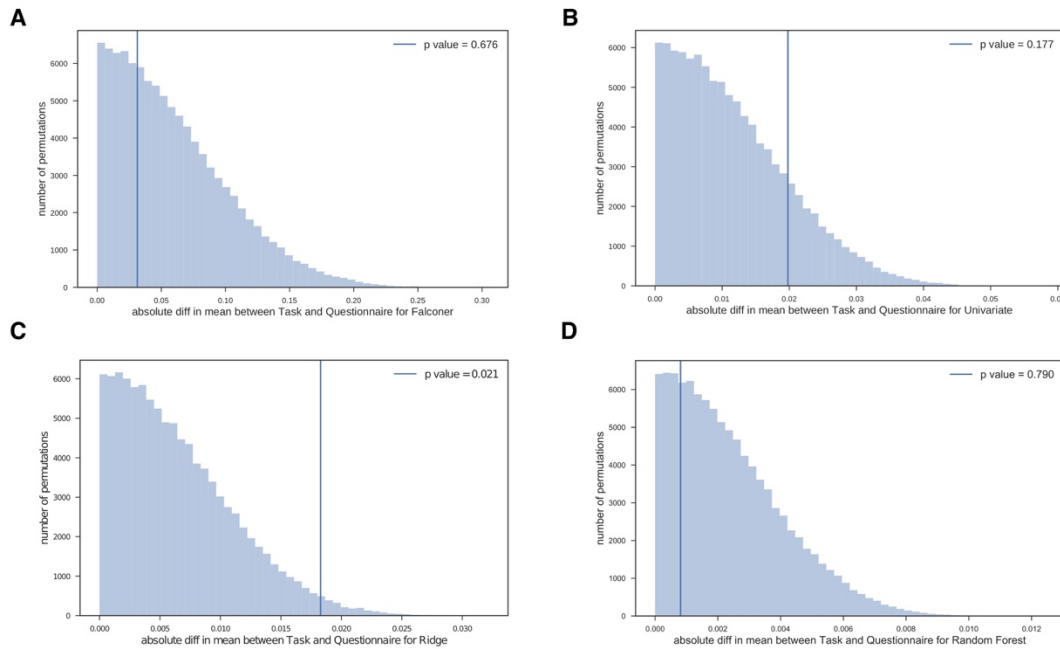 A
p value = 0.676
number of permutations
6000
5000
4000
3000
2000
1000
0
0.00 0.05 0.10 0.15 0.20 0.25 0.30
absolute diff in mean between Task and Questionnaire for Falconer
B
p value = 0.177
number of permutations
6000
5000
4000
3000
2000
1000
0
0.00 0.01 0.02 0.03 0.04 0.05
absolute diff in mean between Task and Questionnaire for Univariate
C
p value = 0.021
number of permutations
6000
5000
4000
3000
2000
1000
0
0.000 0.005 0.010 0.015 0.020 0.025 0.030
absolute diff in mean between Task and Questionnaire for Ridge
D
p value = 0.790
number of permutations
6000
5000
4000
3000
2000
1000
0
0.000 0.002 0.004 0.006 0.008 0.010 0.012
absolute diff in mean between Task and Questionnaire for Random Forest